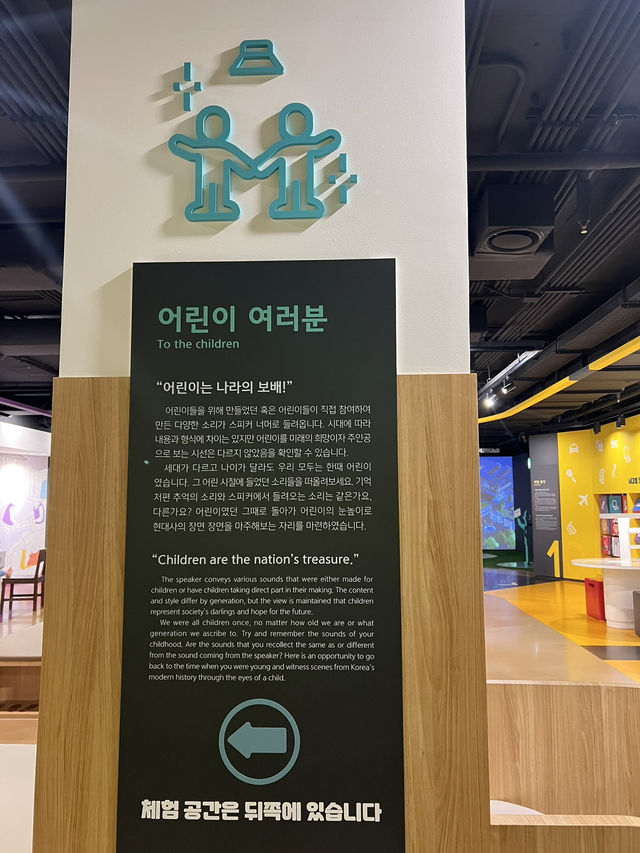 어린이 여러분
To the children
“어린이는 나라의 보배!”
어린이들을 위해 만들었던 혹은 어린이들이 직접 참여하여
만든 다양한 소리가 스피커 너머로 들려옵니다. 시대에 따라
내용과 형식에 차이는 있지만 어린이를 미래의 희망이자 주인공
으로 보는 시선은 다르지 않았음을 확인할 수 있습니다.
세대가 다르고 나이가 달라도 우리 모두는 한때 어린이
였습니다. 그 어린 시절에 들었던 소리들을 떠올려보세요. 기억
저편 추억의 소리와 스피커에서 들려오는 소리는 같은가요,
다른가요? 어린이였던 그때로 돌아가 어린이의 눈높이로
현대사의 장면 장면을 마주해보는 자리를 마련하였습니다.
“Children are the nation’s treasure.”
The speaker conveys various sounds that were either made for
children or have children taking direct part in their making. The content
and style differ by generation, but the view is maintained that children
represent society’s darlings and hope for the future.
We were all children once, no matter how old we are or what
generation we ascribe to. Try and remember the sounds of your
childhood. Are the sounds that you recollect the same as or different
from the sound coming from the speaker? Here is an opportunity to go
back to the time when you were young and witness scenes from Korea’s
modern history through the eyes of a child.
체험 공간은 뒤쪽에 있습니다